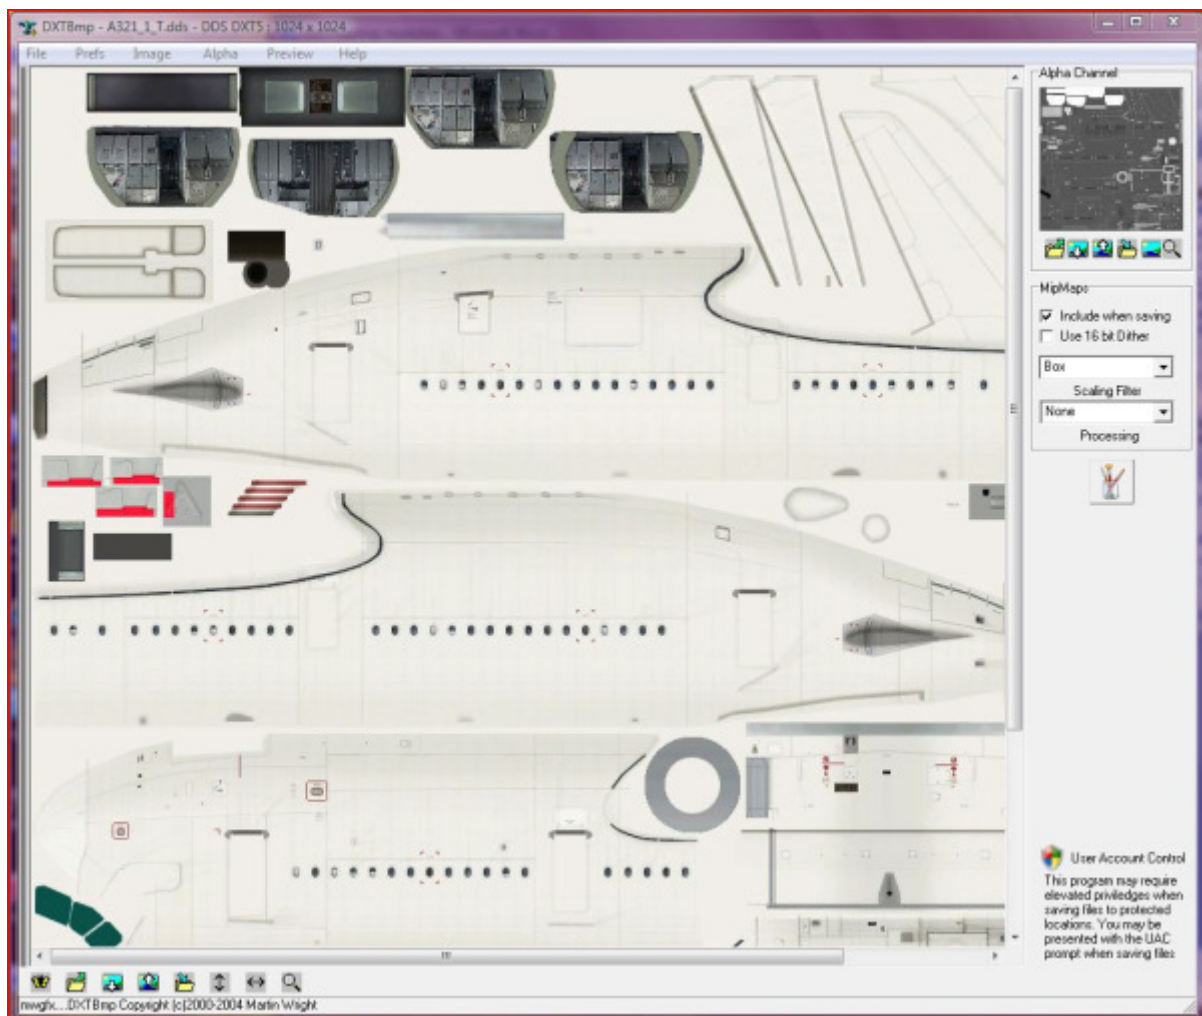 DXTBmp - A321_1_T.dds - DDS DXT5 : 1024 x 1024
File Prefs Image Alpha Preview Help
Alpha Channel
MipMaps
Include when saving
Use 16 bit Dither
Box
Scaling Filter
None
Processing
User Account Control
This program may require
elevated priviledges when
saving files to protected
locations. You may be
presented with the UAC
prompt when saving files
mwgfx....DXTBmp Copyright (c)2000-2004 Martin Wright